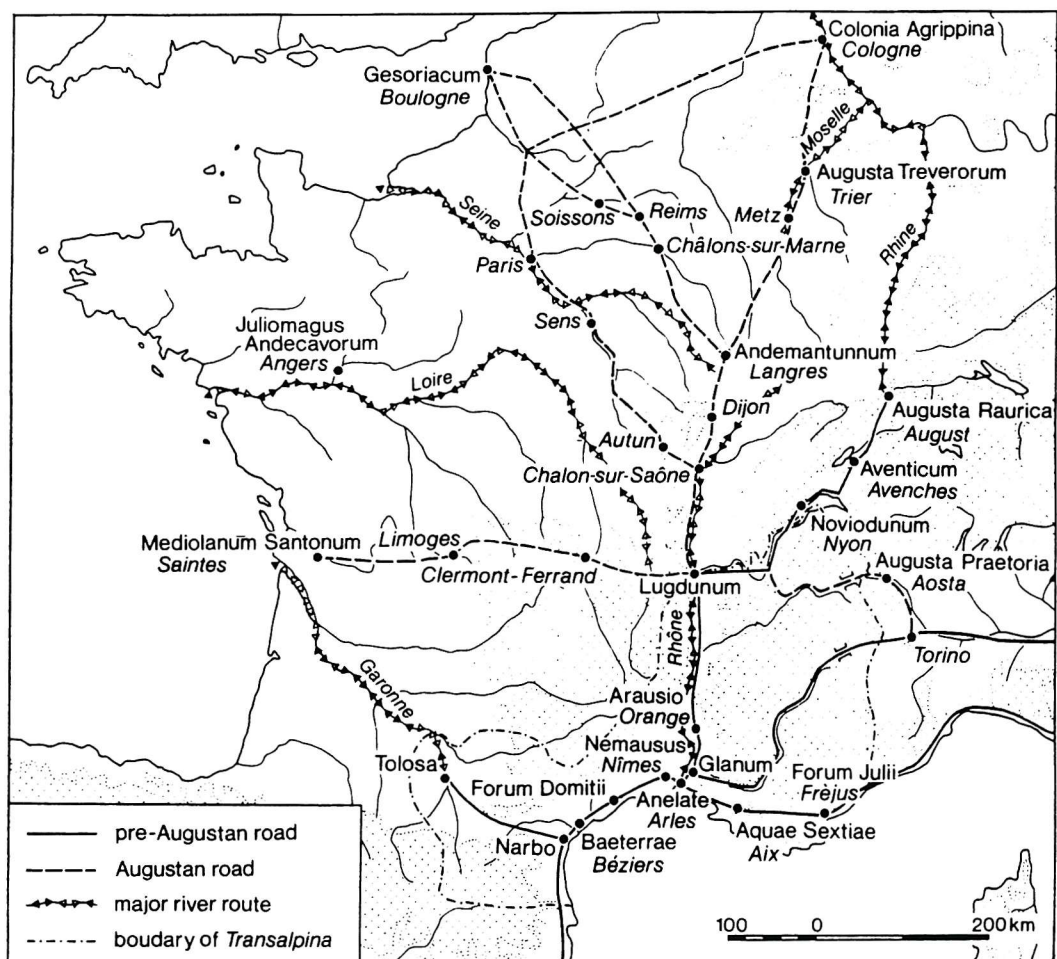 Colonia Agrippina
Cologne
Gesoriacum
Boulogne
Moselle
Augusta Treverorum
Trier
Soissons
Reims
Metz
Seine
Châlons-sur-Marne
Rhine
Paris
Sens
Juliomagus
Andecavorum
Angers
Andemantunnum
Langres
Loire
Dijon
Augusta Raurica
August
Autun
Chalon-sur-Saône
Aventicum
Avenches
Noviodunum
Nyon
Mediolanum Santonum
Saintes
Limoges
Clermont-Ferrand
Lugdunum
Augusta Praetoria
Aosta
Rhône
Torino
Garonne
Arausio
Orange
Nemausus
Nîmes
Glanum
Tolosa
Forum Domitii
Forum Julii
Frèjus
Anelate
Arles
Aquae Sextiae
Aix
Narbo
Baeterrae
Béziers
pre-Augustan road
Augustan road
major river route
boudary of Transalpina
100 0 200 km